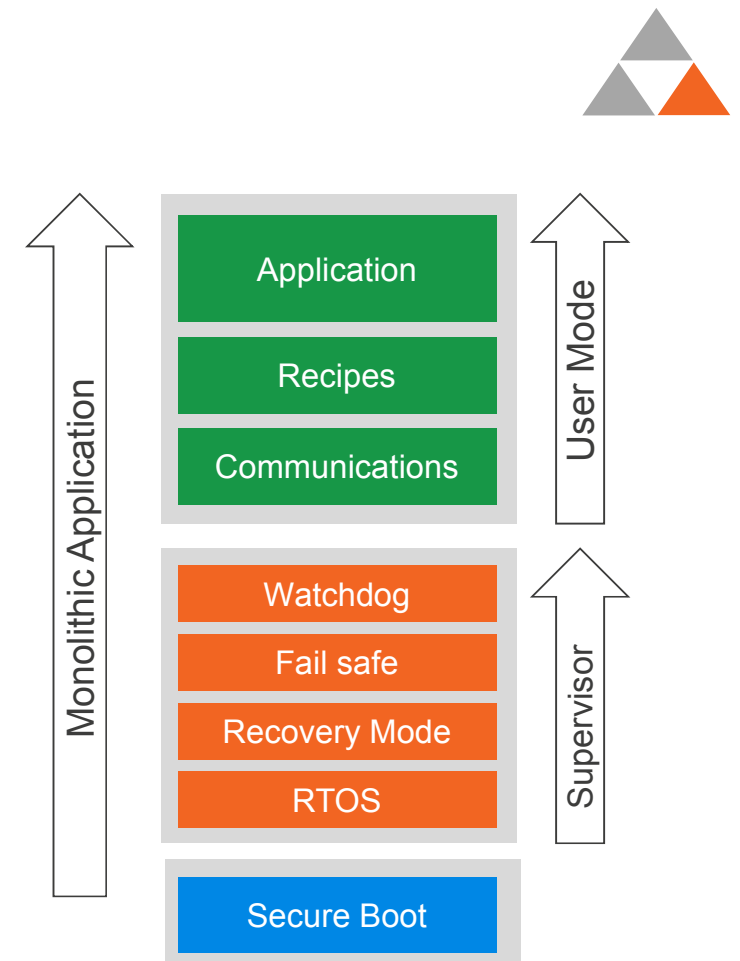 Monolithic Application
Application
Recipes
Communications
User Mode
Watchdog
Fail safe
Recovery Mode
RTOS
Supervisor
Secure Boot